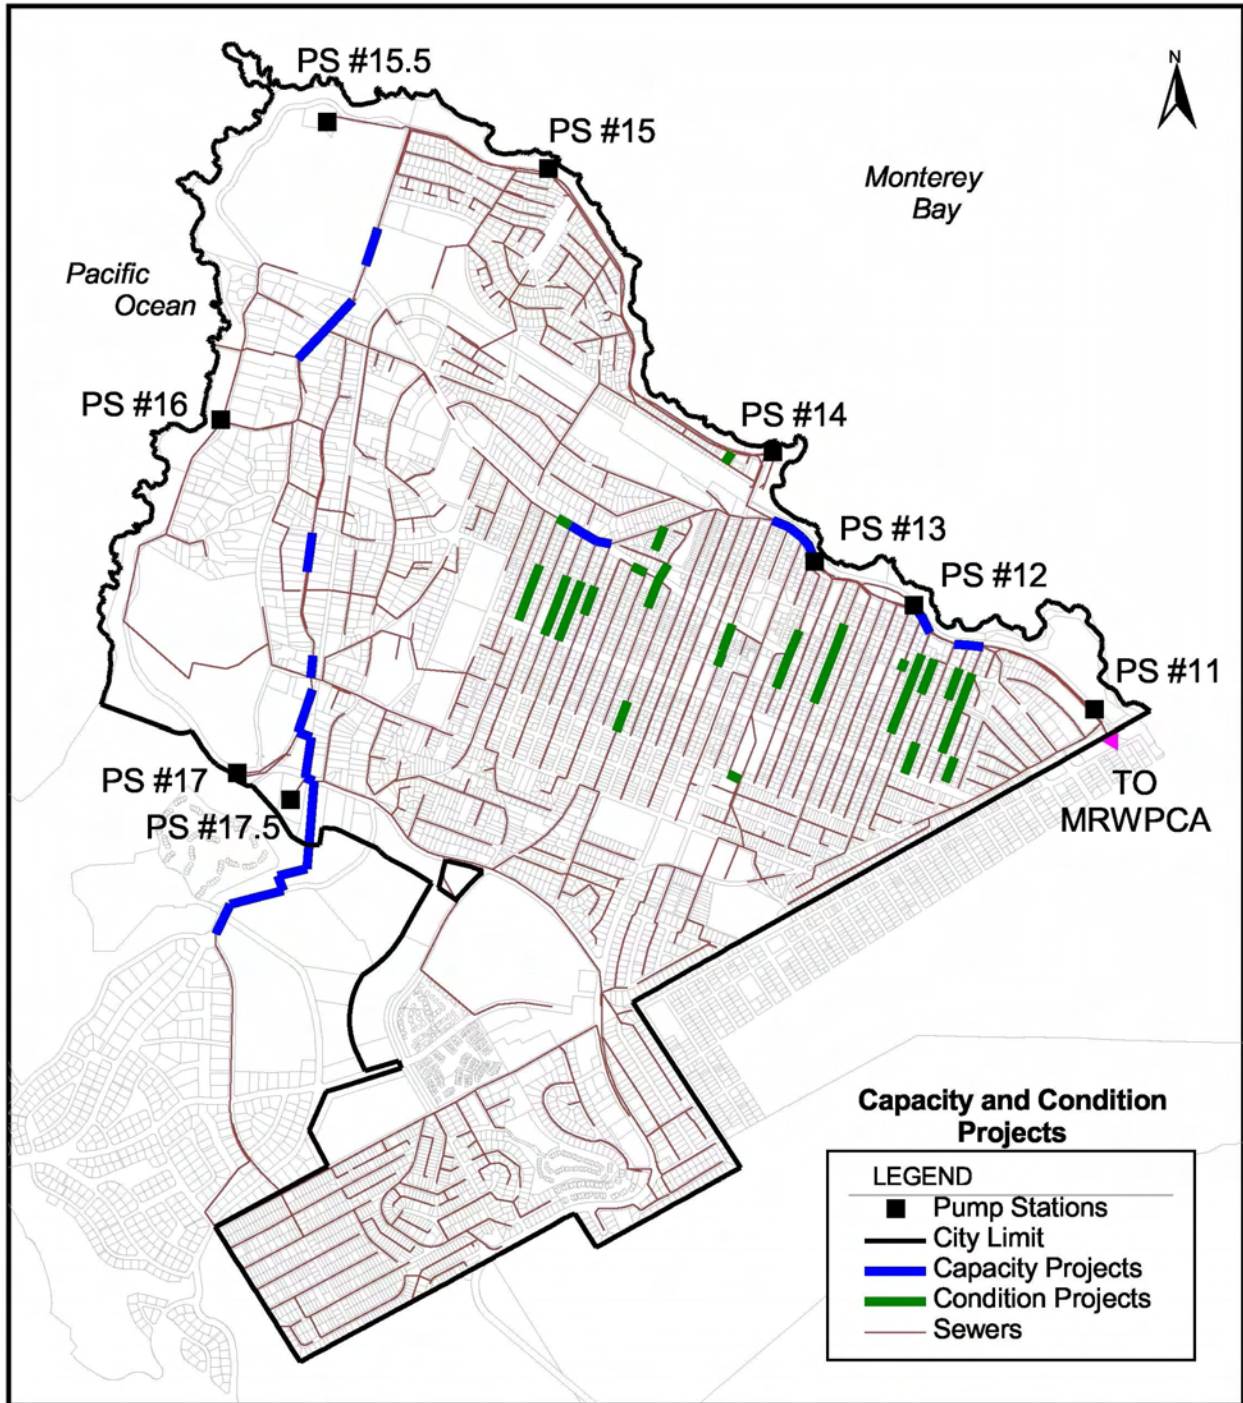 PS #15.5
N
PS #15
Monterey
Bay
Pacific
Ocean
PS #16
PS #14
PS #13
PS #12
PS #11
PS #17
TO
MRWPCA
PS #17.5
Capacity and Condition
Projects
LEGEND
Pump Stations
City Limit
Capacity Projects
Condition Projects
Sewers